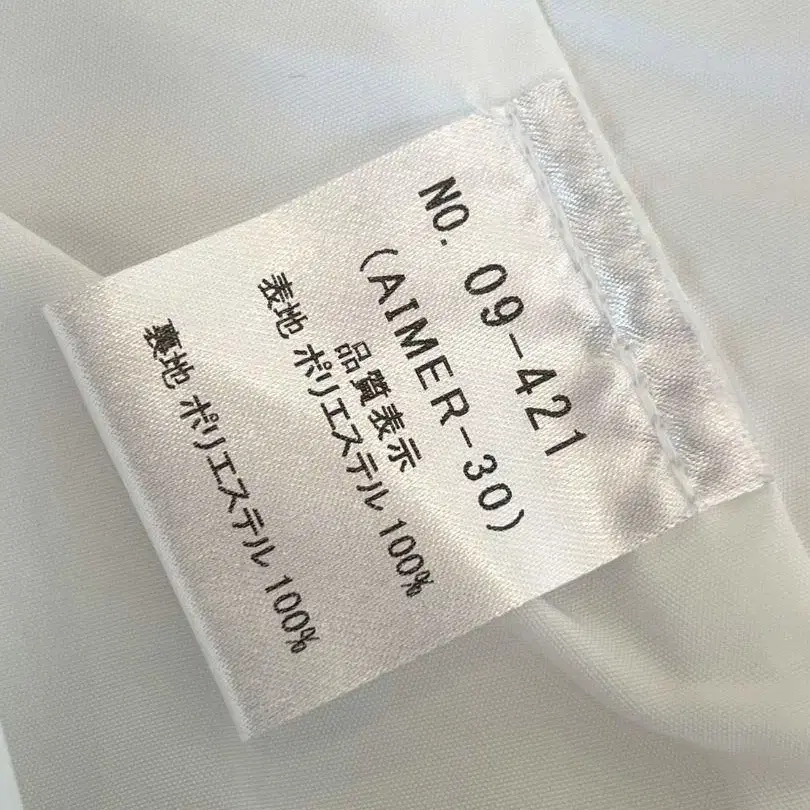 NO. 09-421
(AIMER-30)
品質表示
表地 ポリエステル 100%
裏地 ポリエステル 100%